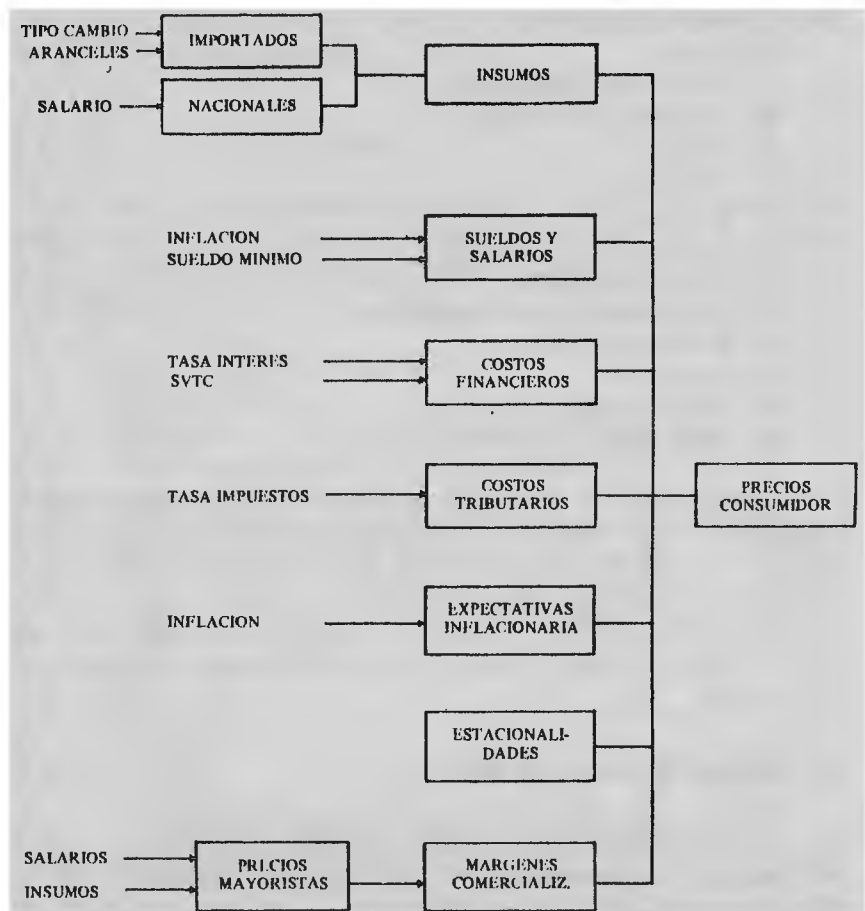 TIPO CAMBIO
ARANCELES
IMPORTADOS
SALARIO
NACIONALES
INSUMOS
INFLACION
SUELDO MINIMO
SUELDOS Y
SALARIOS
TASA INTERES
SVTC
COSTOS
FINANCIEROS
TASA IMPUESTOS
COSTOS
TRIBUTARIOS
PRECIOS
CONSUMIDOR
INFLACION
EXPECTATIVAS
INFLACIONARIA
ESTACIONALI-
DADES
SALARIOS
INSUMOS
PRECIOS
MAYORISTAS
MARGENES
COMERCIALIZ.